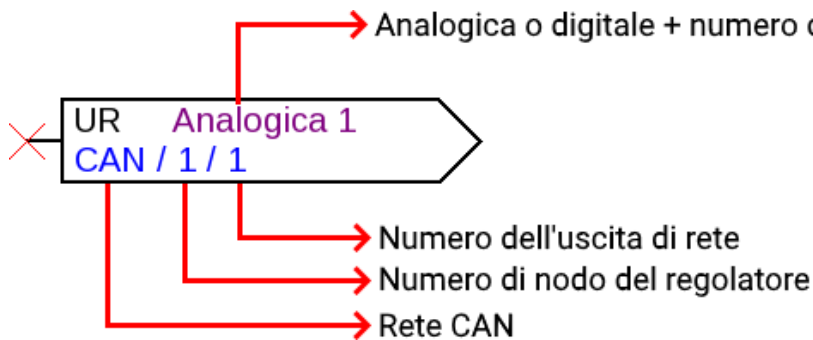 Analogica o digitale + numero
UR Analogica 1
CAN / 1 / 1
Numero dell'uscita di rete
Numero di nodo del regolatore
Rete CAN